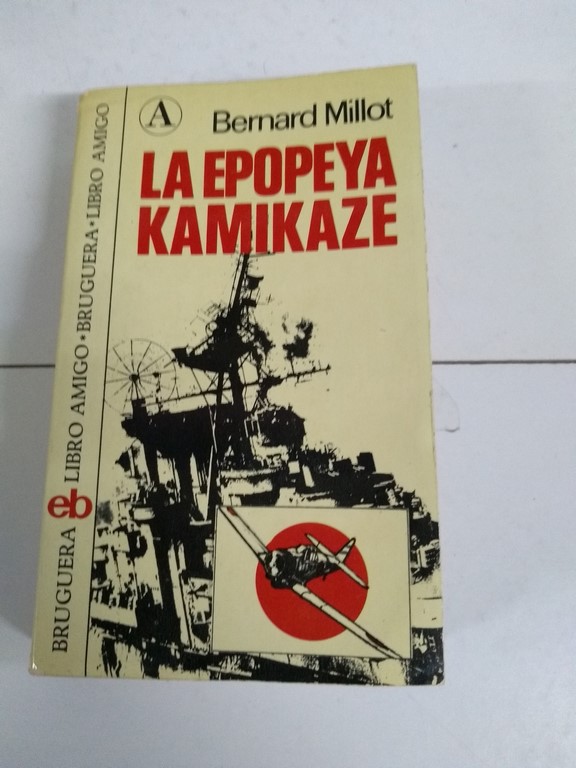 A
Bernard Millot
LA EPOPEYA
KAMIKAZE
BRUGUERA eb LIBRO AMIGO • BRUGUERA • LIBRO AMIGO